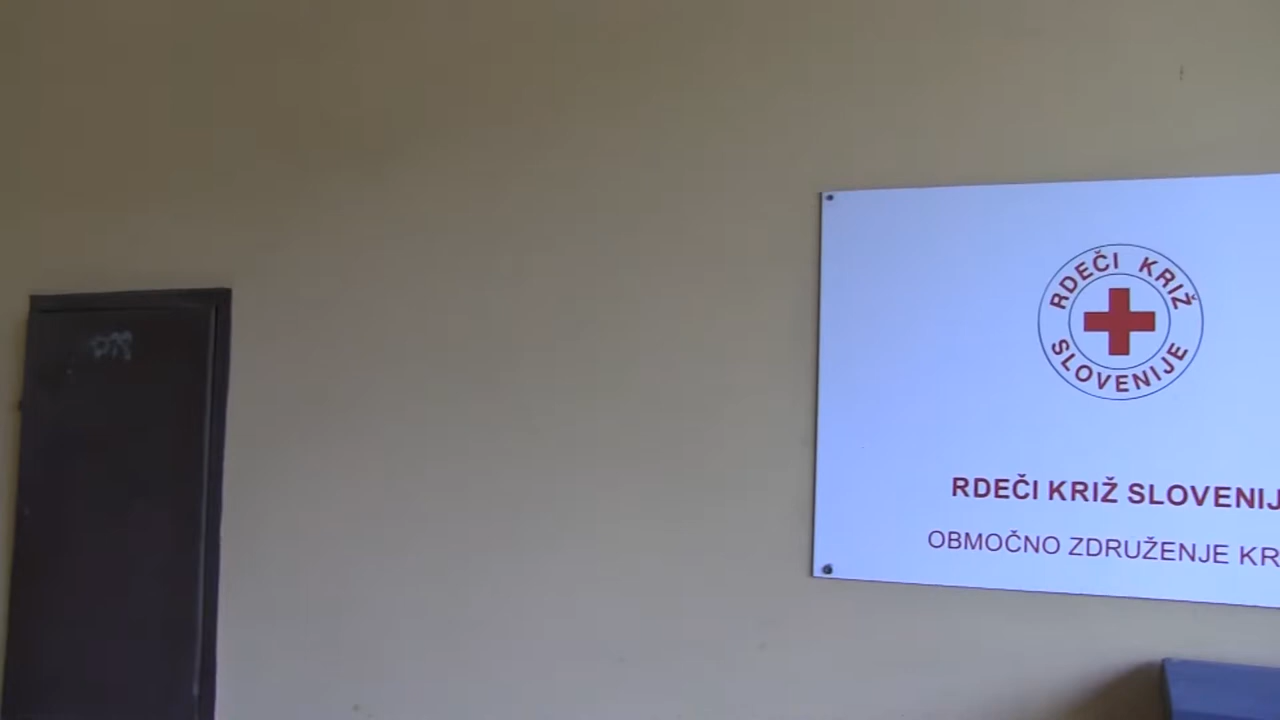 RDEČI KRIŽ
SLOVENIJE
RDEČI KRIŽ SLOVENIJ
OBMOČNO ZDRUŽENJE KR